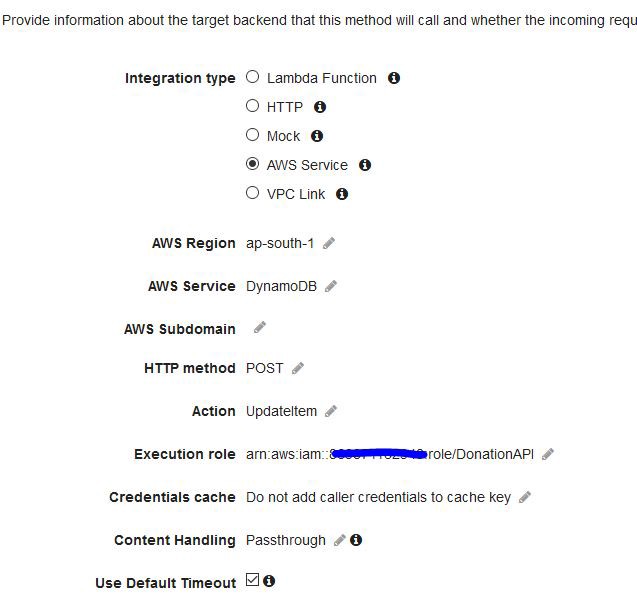 Provide information about the target backend that this method will call and whether the incoming requ
Integration type Lambda Function
HTTP
Mock
AWS Service
VPC Link
AWS Region ap-south-1
AWS Service DynamoDB
AWS Subdomain
HTTP method POST
Action UpdateItem
Execution role arn:aws:iam:: role/DonationAPI
Credentials cache Do not add caller credentials to cache key
Content Handling Passthrough
Use Default Timeout